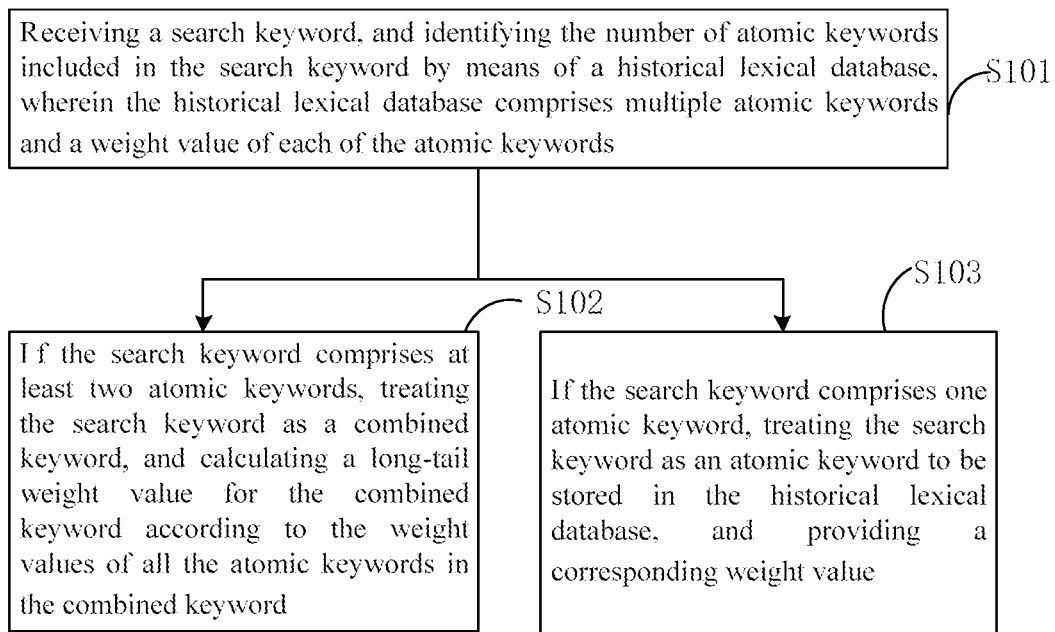 Receiving a search keyword, and identifying the number of atomic keywords
included in the search keyword by means of a historical lexical database,
wherein the historical lexical database comprises multiple atomic keywords
and a weight value of each of the atomic keywords
S101
S103
S102
If the search keyword comprises at
least two atomic keywords, treating
the search keyword as a combined
keyword, and calculating a long-tail
weight value for the combined
keyword according to the weight
values of all the atomic keywords in
the combined keyword
If the search keyword comprises one
atomic keyword, treating the search
keyword as an atomic keyword to be
stored in the historical lexical
database, and providing a
corresponding weight value